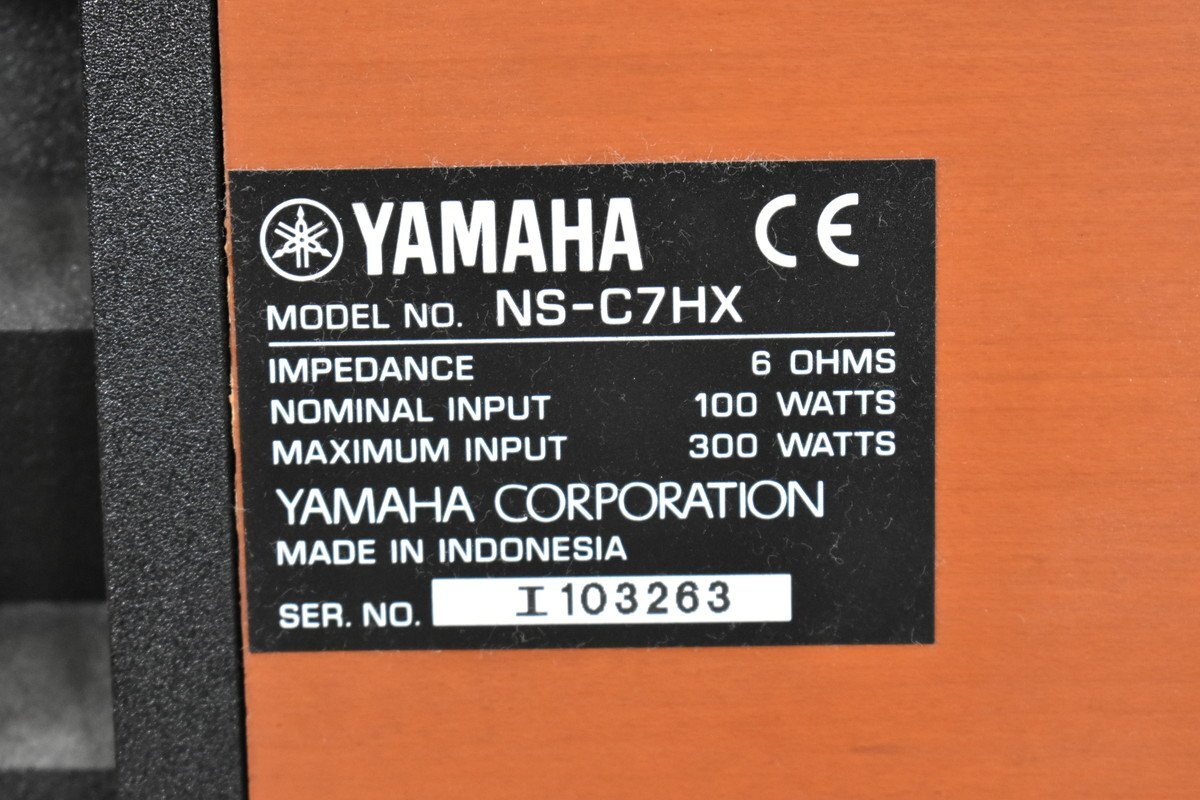 YAMAHA CE
MODEL NO. NS-C7HX
IMPEDANCE 6 OHMS
NOMINAL INPUT 100 WATTS
MAXIMUM INPUT 300 WATTS
YAMAHA CORPORATION
MADE IN INDONESIA
SER. NO. I103263